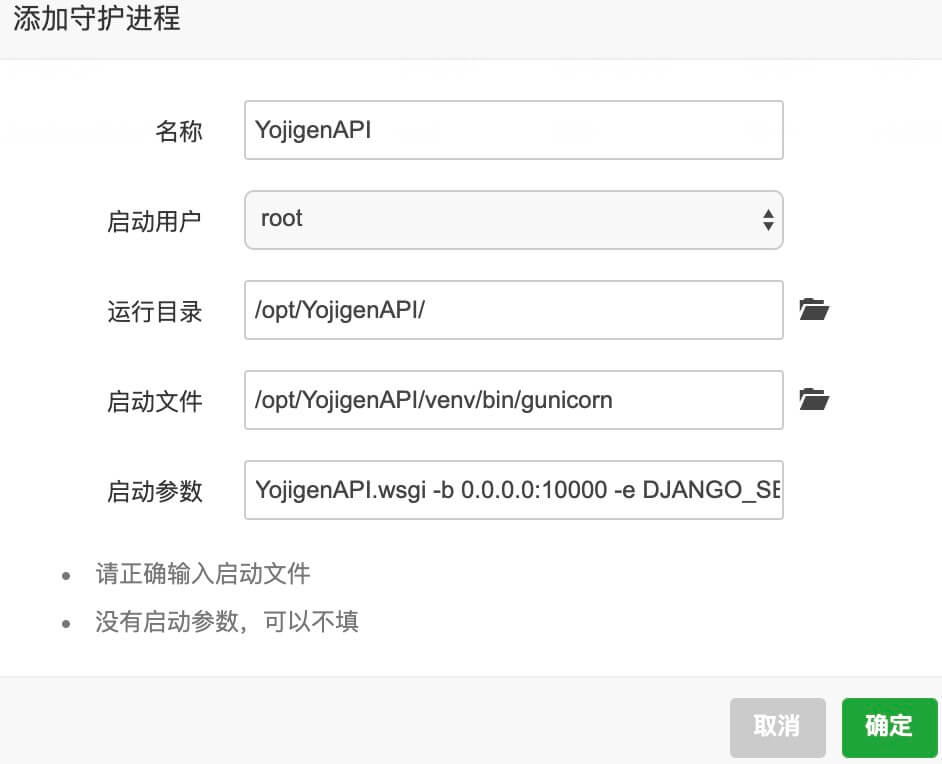 添加守护进程
名称 YojigenAPI
启动用户 root
运行目录 /opt/YojigenAPI/
启动文件 /opt/YojigenAPI/venv/bin/gunicorn
启动参数 YojigenAPI.wsgi -b 0.0.0.0:10000 -e DJANGO_SE
请正确输入启动文件
没有启动参数，可以不填
取消 确定